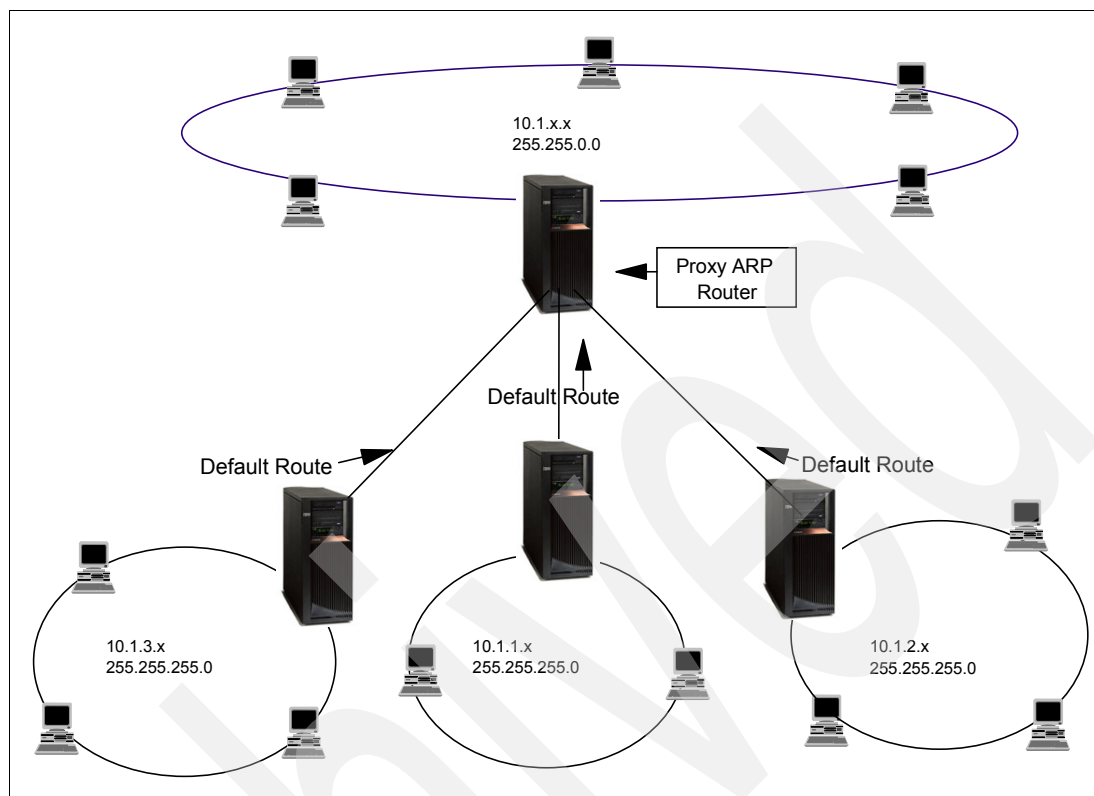 10.1.x.x
255.255.0.0
Proxy ARP
Router
Default Route
Default Route
Default Route
10.1.3.x
255.255.255.0
10.1.1.x
255.255.255.0
10.1.2.x
255.255.255.0